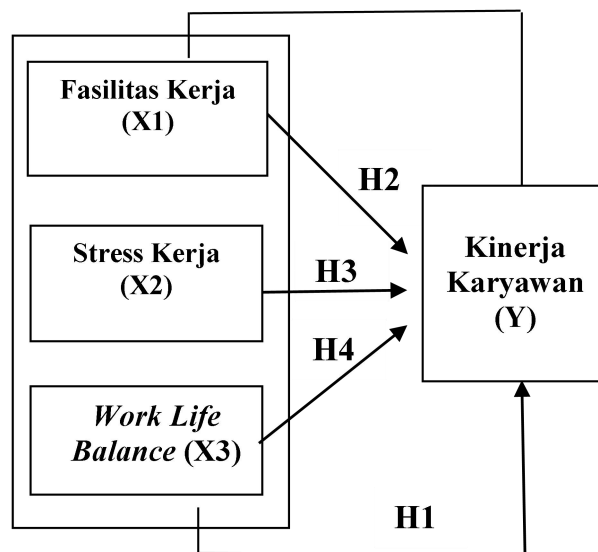 Fasilitas Kerja
(X1)
H2
Stress Kerja
(X2)
H3
Kinerja
Karyawan
(Y)
H4
Work Life
Balance (X3)
H1